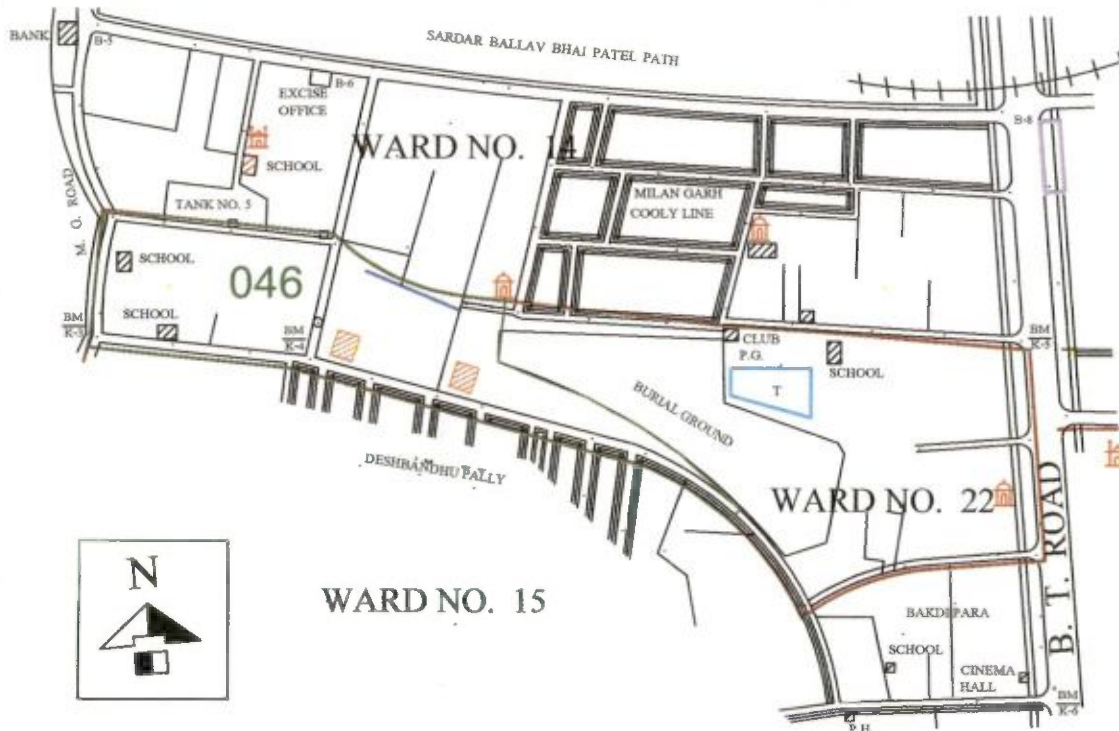 SARDAR BALLAV BHAI PATEL PATH
BANK
B-5
EXCISE
OFFICE
B-6
B-8
WARD NO. 14
SCHOOL
MILAN GARH
COOLY LINE
M. G. ROAD
TANK NO. 5
SCHOOL
046
SCHOOL
BM
K-3
BM
K-4
BM
K-5
CLUB
P.G.
SCHOOL
T
BURIAL GROUND
DESHBANDHU PALLY
WARD NO. 22
B. T. ROAD
N
WARD NO. 15
BAKDIPARA
SCHOOL
CINEMA
HALL
BM
K-6
P.H.